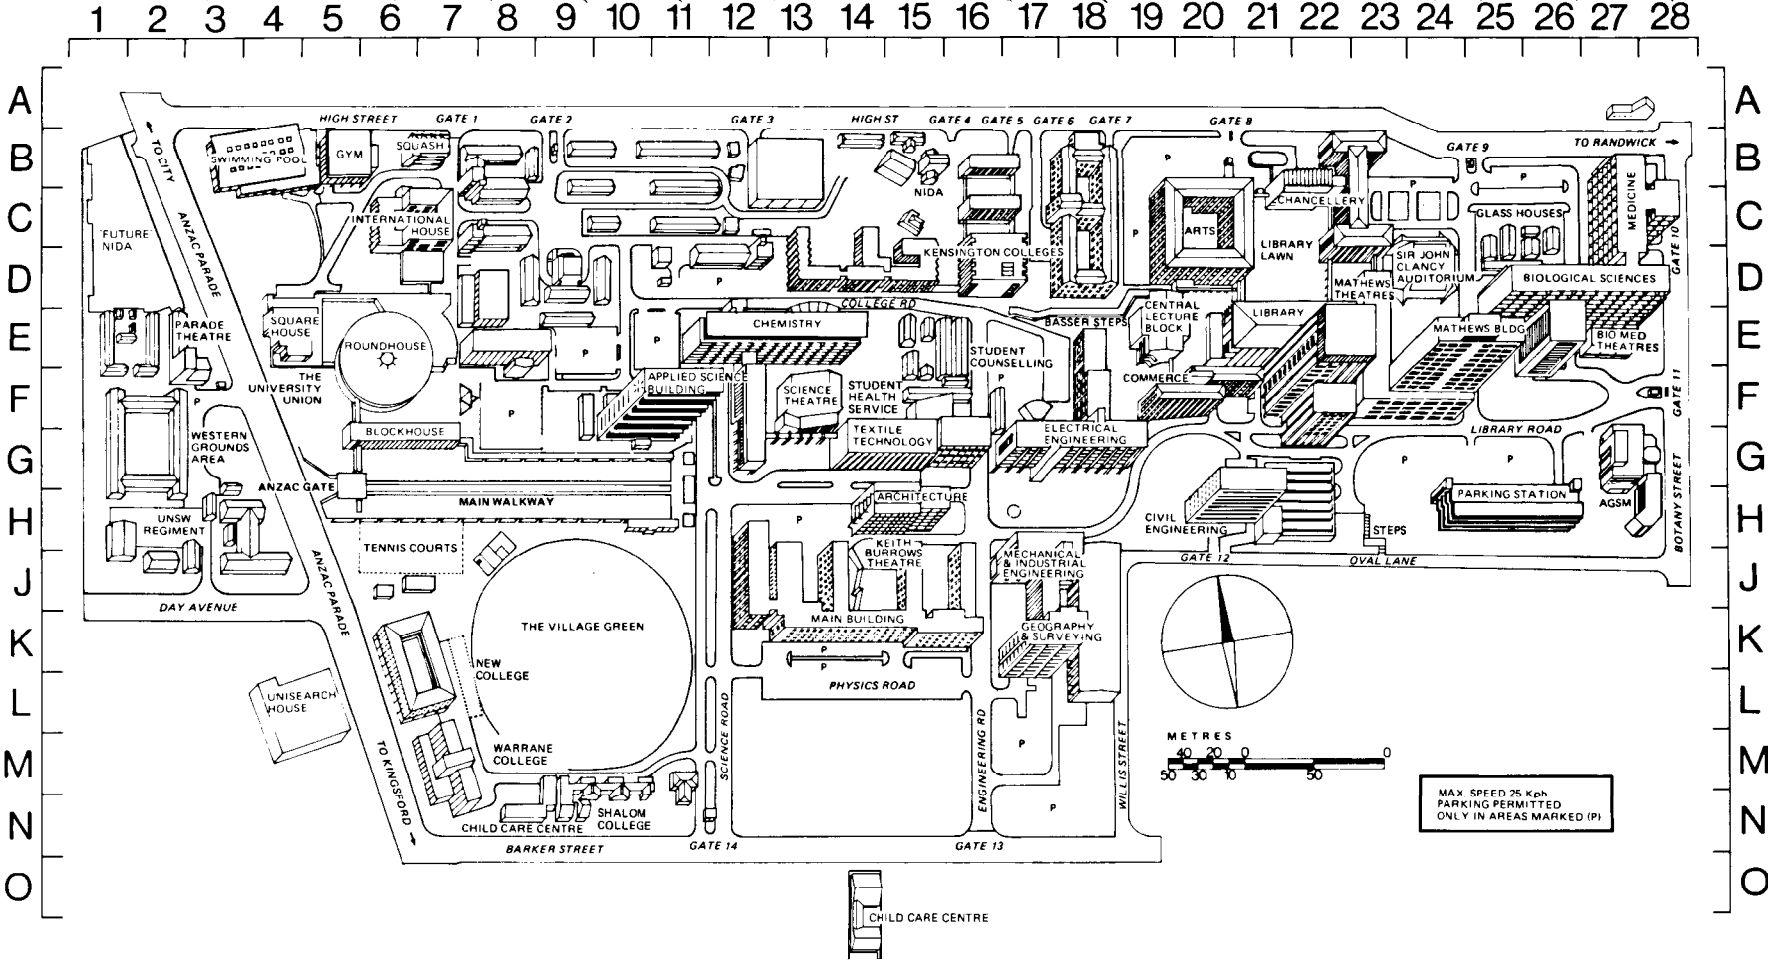 1 2 3 4 5 6 7 8 9 10 11 12 13 14 15 16 17 18 19 20 21 22 23 24 25 26 27 28
A A
HIGH STREET GATE 1 GATE 2 GATE 3 HIGH ST GATE 4 GATE 5 GATE 6 GATE 7 GATE 8
B B
TO CITY
SWIMMING POOL
GYM
SQUASH
GATE 9
TO RANDWICK
P
P
NIDA
C C
ANZAC PARADE
INTERNATIONAL
HOUSE
'FUTURE'
NIDA
P
ARTS
CHANCELLERY
LIBRARY
LAWN
GLASS HOUSES
MEDICINE
GATE 10
D D
KENSINGTON COLLEGES
P
MATHEWS
THEATRES
SIR JOHN
CLANCY
AUDITORIUM
BIOLOGICAL SCIENCES
COLLEGE RD
E E
PARADE
THEATRE
SQUARE
HOUSE
ROUNDHOUSE
P
P
CHEMISTRY
BASSER STEPS
CENTRAL
LECTURE
BLOCK
LIBRARY
MATHEWS BLDG
BIO MED
THEATRES
STUDENT
COUNSELLING
F F
P
THE
UNIVERSITY
UNION
P
APPLIED SCIENCE
BUILDING
SCIENCE
THEATRE
STUDENT
HEALTH
SERVICE
P
COMMERCE
GATE 11
G G
WESTERN
GROUNDS
AREA
BLOCKHOUSE
TEXTILE
TECHNOLOGY
ELECTRICAL
ENGINEERING
LIBRARY ROAD
P
P
ANZAC GATE
BOTANY STREET
H H
MAIN WALKWAY
ARCHITECTURE
PARKING STATION
AGSM
UNSW
REGIMENT
P
CIVIL
ENGINEERING
STEPS
TENNIS COURTS
KEITH
BURROWS
THEATRE
MECHANICAL
& INDUSTRIAL
ENGINEERING
GATE 12
OVAL LANE
J J
ANZAC PARADE
DAY AVENUE
K K
THE VILLAGE GREEN
MAIN BUILDING
GEOGRAPHY
& SURVEYING
P
P
NEW
COLLEGE
L L
UNISEARCH
HOUSE
PHYSICS ROAD
SCIENCE ROAD
ENGINEERING RD
WILLIS STREET
M M
TO KINGSFORD
WARRANE
COLLEGE
P
METRES
40 20 0 0
50 30 10 50
N N
CHILD CARE CENTRE
SHALOM
COLLEGE
P
MAX. SPEED 25 Kph
PARKING PERMITTED
ONLY IN AREAS MARKED (P)
BARKER STREET
GATE 14
GATE 13
O O
CHILD CARE CENTRE